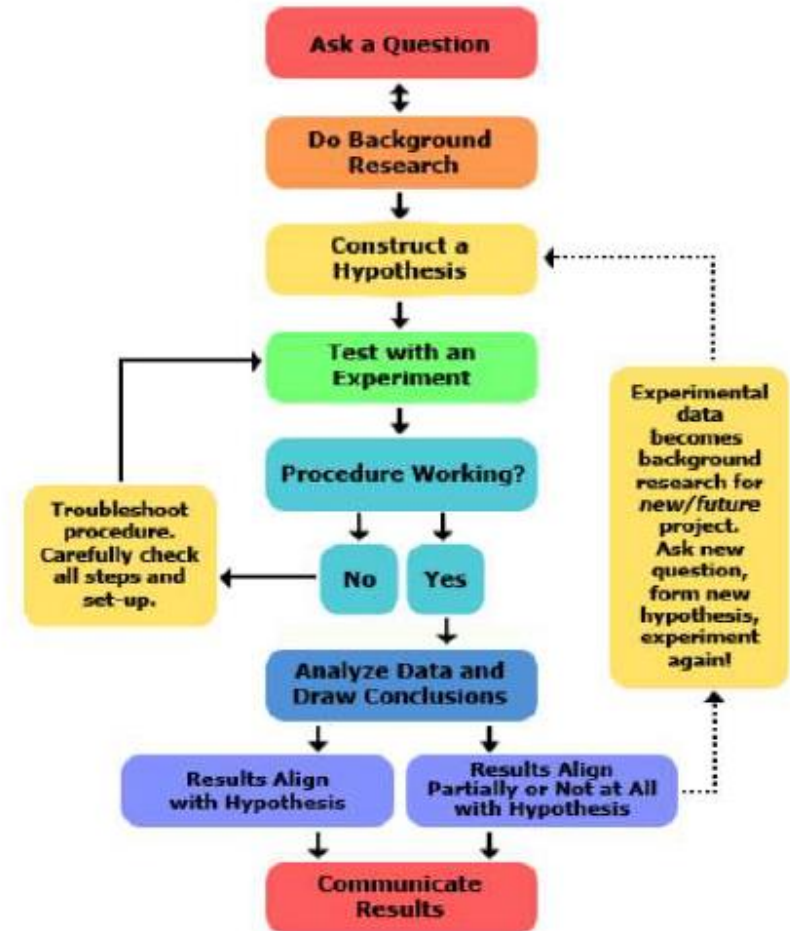 Ask a Question
Do Background
Research
Construct a
Hypothesis
Test with an
Experiment
Procedure Working?
No
Yes
Troubleshoot
procedure.
Carefully check
all steps and
set-up.
Analyze Data and
Draw Conclusions
Results Align
with Hypothesis
Results Align
Partially or Not at All
with Hypothesis
Experimental
data
becomes
background
research for
new/future
project.
Ask new
question,
form new
hypothesis,
experiment
again!
Communicate
Results